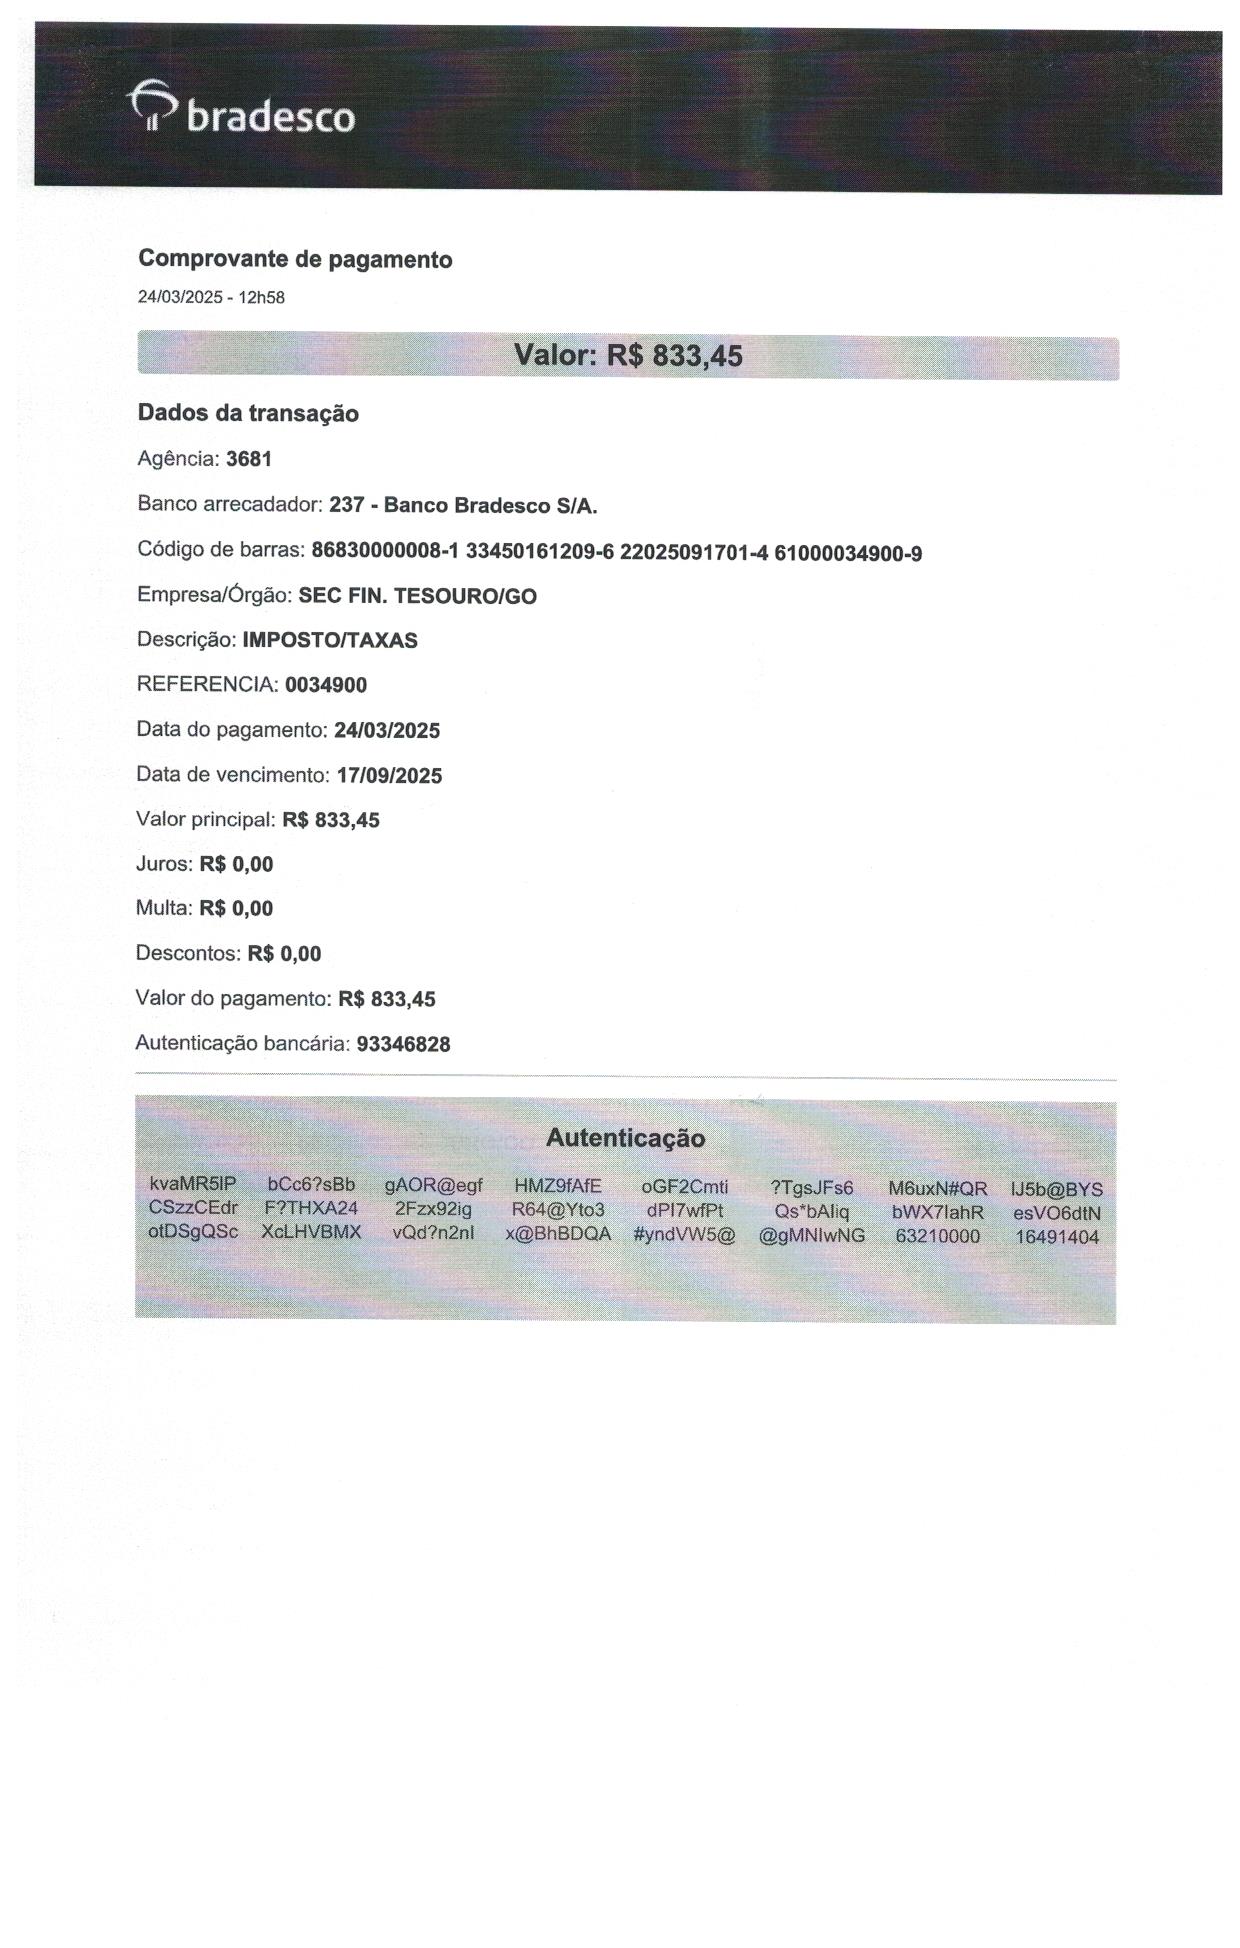 bradesco
Comprovante de pagamento
24/03/2025 - 12h58
Valor: R$ 833,45
Dados da transação
Agência: 3681
Banco arrecadador: 237 - Banco Bradesco S/A.
Código de barras: 86830000008-1 33450161209-6 22025091701-4 61000034900-9
Empresa/Órgão: SEC FIN. TESOURO/GO
Descrição: IMPOSTO/TAXAS
REFERENCIA: 0034900
Data do pagamento: 24/03/2025
Data de vencimento: 17/09/2025
Valor principal: R$ 833,45
Juros: R$ 0,00
Multa: R$ 0,00
Descontos: R$ 0,00
Valor do pagamento: R$ 833,45
Autenticação bancária: 93346828
Autenticação
kvaMR5lP bCc6?sBb gAOR@egf HMZ9fAfE oGF2Cmti ?TgsJFs6 M6uxN#QR IJ5b@BYS
CSzzCEdr F?THXA24 2Fzx92ig R64@Yto3 dPI7wfPt Qs*bAliq bWX7lahR esVO6dtN
otDSgQSc XcLHVBMX vQd?n2nI x@BhBDQA #yndVW5@ @gMNlwNG 63210000 16491404